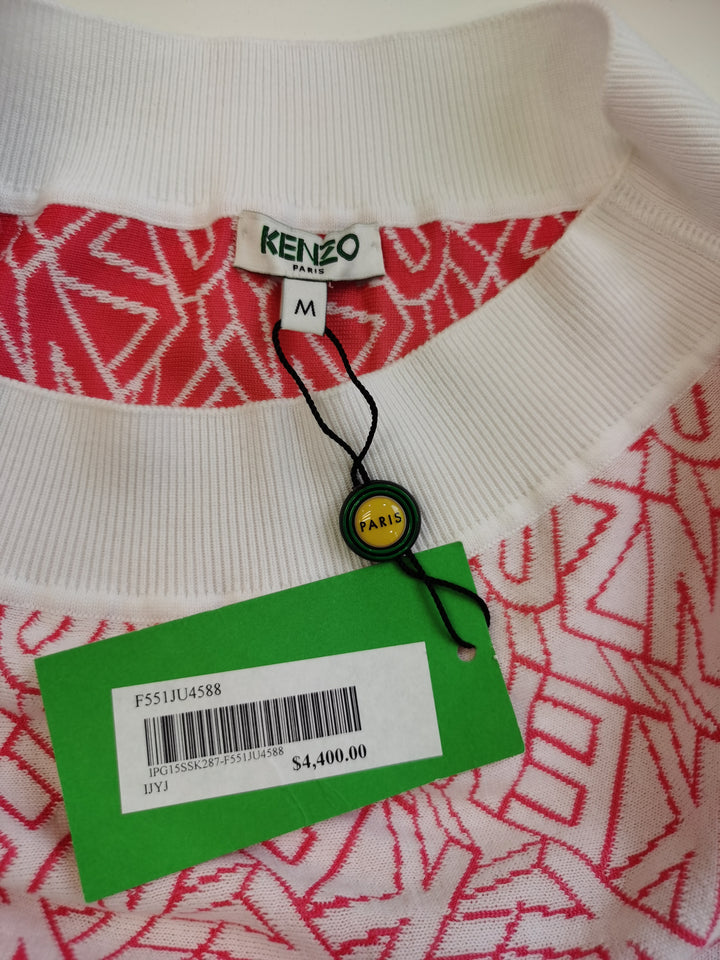 KENZO
PARIS
M
PARIS
F551JU4588
IPG15SSK287-F551JU4588
$4,400.00
IJYJ